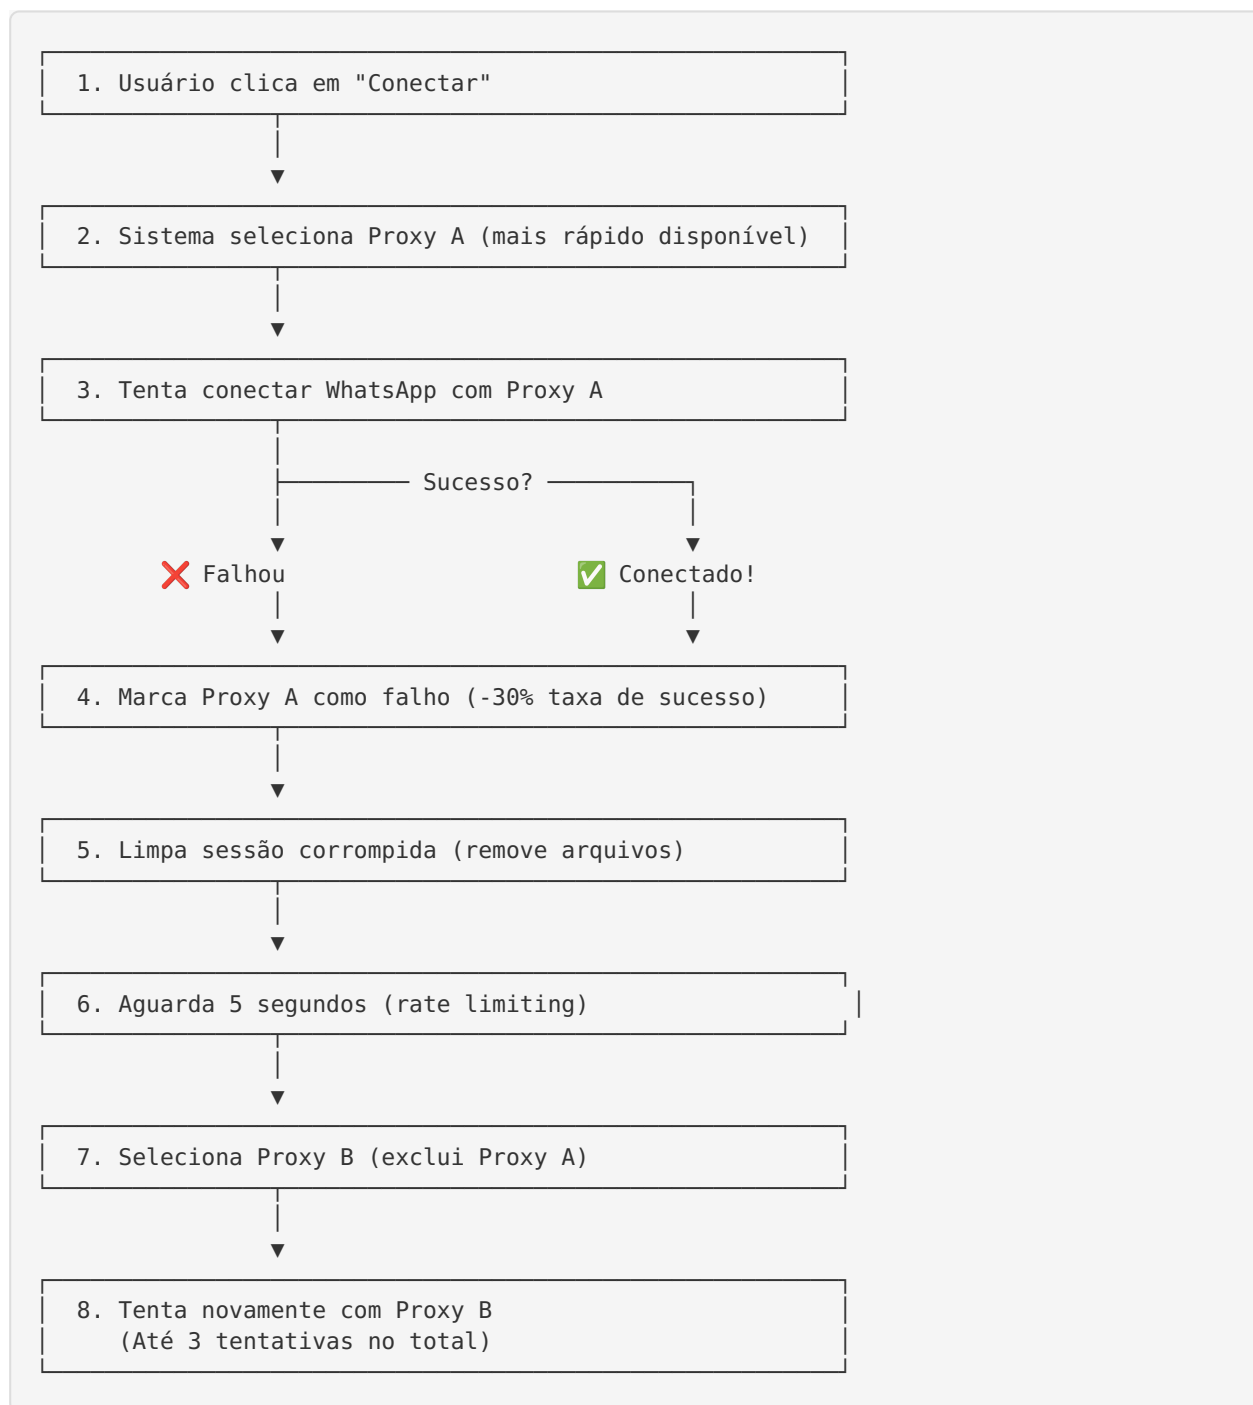 1. Usuário clica em "Conectar"
2. Sistema seleciona Proxy A (mais rápido disponível)
3. Tenta conectar WhatsApp com Proxy A
Sucesso?
❌ Falhou ✅ Conectado!
4. Marca Proxy A como falho (-30% taxa de sucesso)
5. Limpa sessão corrompida (remove arquivos)
6. Aguarda 5 segundos (rate limiting)
7. Seleciona Proxy B (exclui Proxy A)
8. Tenta novamente com Proxy B
(Até 3 tentativas no total)